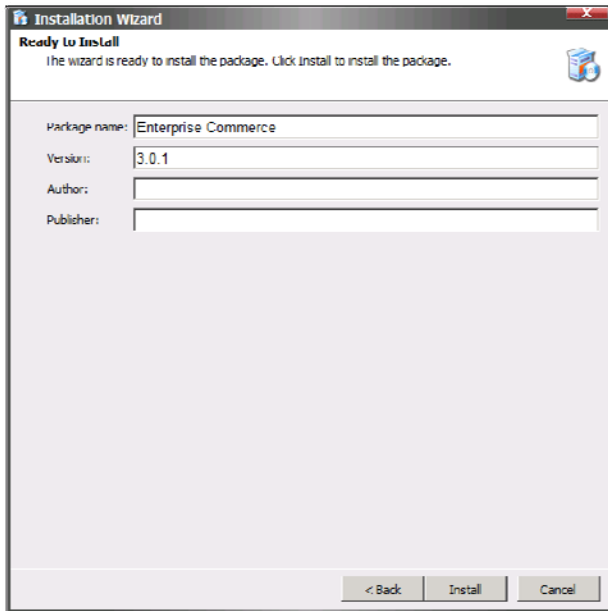 Installation Wizard
Ready to Install
The wizard is ready to install the package. Click Install to install the package.
Package name: Enterprise Commerce
Version: 3.0.1
Author:
Publisher:
< Back Install Cancel